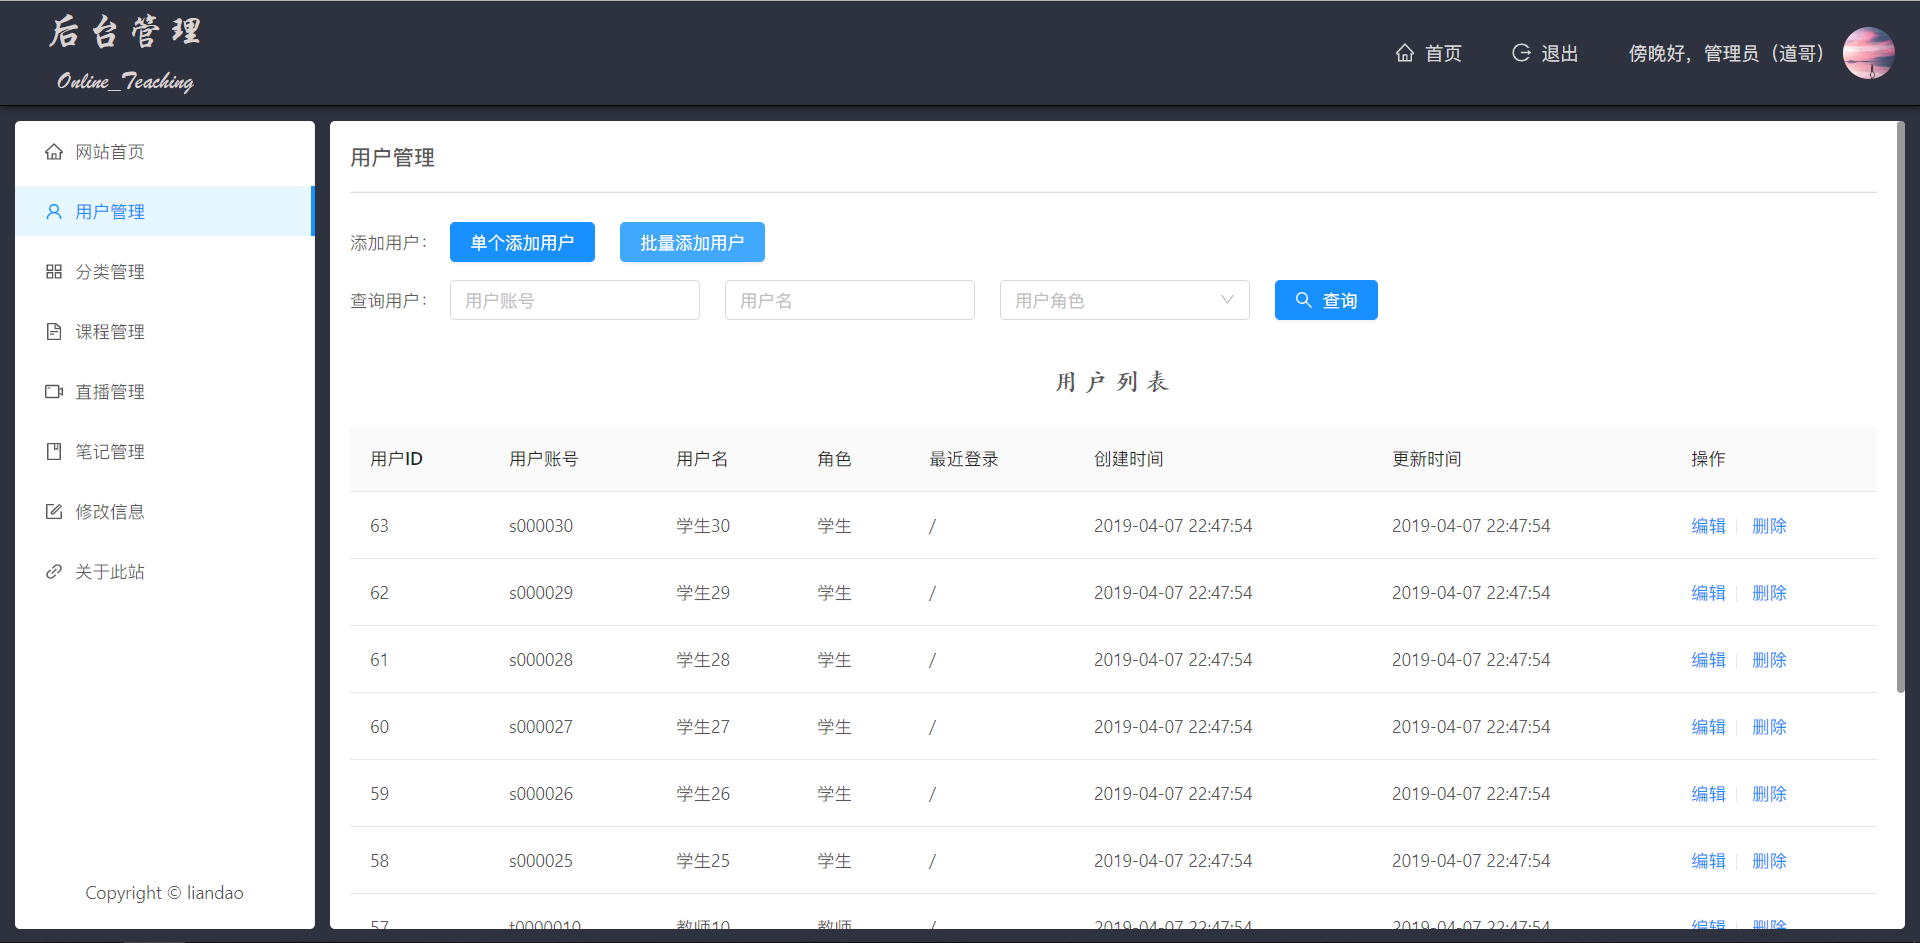 后台管理
Online_Teaching
首页 退出 傍晚好，管理员（道哥）
网站首页
用户管理
分类管理
课程管理
直播管理
笔记管理
修改信息
关于此站
Copyright © liandao
用户管理
添加用户： 单个添加用户 批量添加用户
查询用户： 用户账号 用户名 用户角色 查询
用户列表
用户ID 用户账号 用户名 角色 最近登录 创建时间 更新时间 操作
63 s000030 学生30 学生 / 2019-04-07 22:47:54 2019-04-07 22:47:54 编辑 删除
62 s000029 学生29 学生 / 2019-04-07 22:47:54 2019-04-07 22:47:54 编辑 删除
61 s000028 学生28 学生 / 2019-04-07 22:47:54 2019-04-07 22:47:54 编辑 删除
60 s000027 学生27 学生 / 2019-04-07 22:47:54 2019-04-07 22:47:54 编辑 删除
59 s000026 学生26 学生 / 2019-04-07 22:47:54 2019-04-07 22:47:54 编辑 删除
58 s000025 学生25 学生 / 2019-04-07 22:47:54 2019-04-07 22:47:54 编辑 删除
57 t0000010 教师10 教师 / 2019-04-07 22:47:54 2019-04-07 22:47:54 编辑 删除